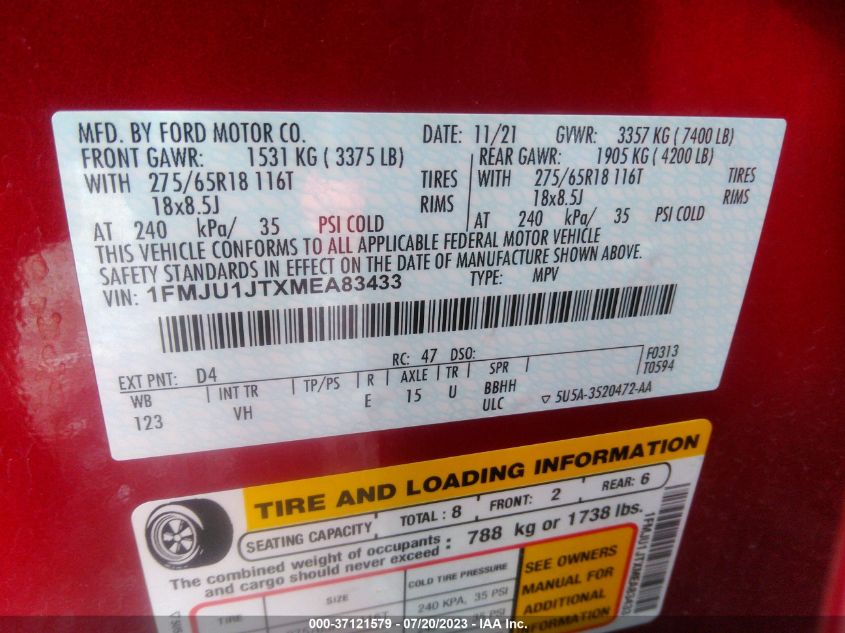 MFD. BY FORD MOTOR CO. DATE: 11/21 GVWR: 3357 KG ( 7400 LB)
FRONT GAWR: 1531 KG ( 3375 LB) REAR GAWR: 1905 KG ( 4200 LB)
WITH 275/65R18 116T TIRES WITH 275/65R18 116T TIRES
18x8.5J RIMS 18x8.5J RIMS
AT 240 kPa/ 35 PSI COLD AT 240 kPa/ 35 PSI COLD
THIS VEHICLE CONFORMS TO ALL APPLICABLE FEDERAL MOTOR VEHICLE
SAFETY STANDARDS IN EFFECT ON THE DATE OF MANUFACTURE SHOWN ABOVE.
VIN: 1FMJU1JTXMEA83433 TYPE: MPV
EXT PNT: D4 RC: 47 DSO: F0313
WB INT TR TP/PS R AXLE TR SPR T0594
123 VH E 15 U BBHH
ULC ▽ 5U5A-3520472-AA
TIRE AND LOADING INFORMATION
SEATING CAPACITY TOTAL : 8 FRONT: 2 REAR: 6
The combined weight of occupants : 788 kg or 1738 lbs.
and cargo should never exceed
TIRE SIZE COLD TIRE PRESSURE
240 KPA, 35 PSI
SEE OWNERS
MANUAL FOR
ADDITIONAL
INFORMATION
1FMJU1JTXMEA83433
000-37121579 / 07/20/2023 - IAA Inc.